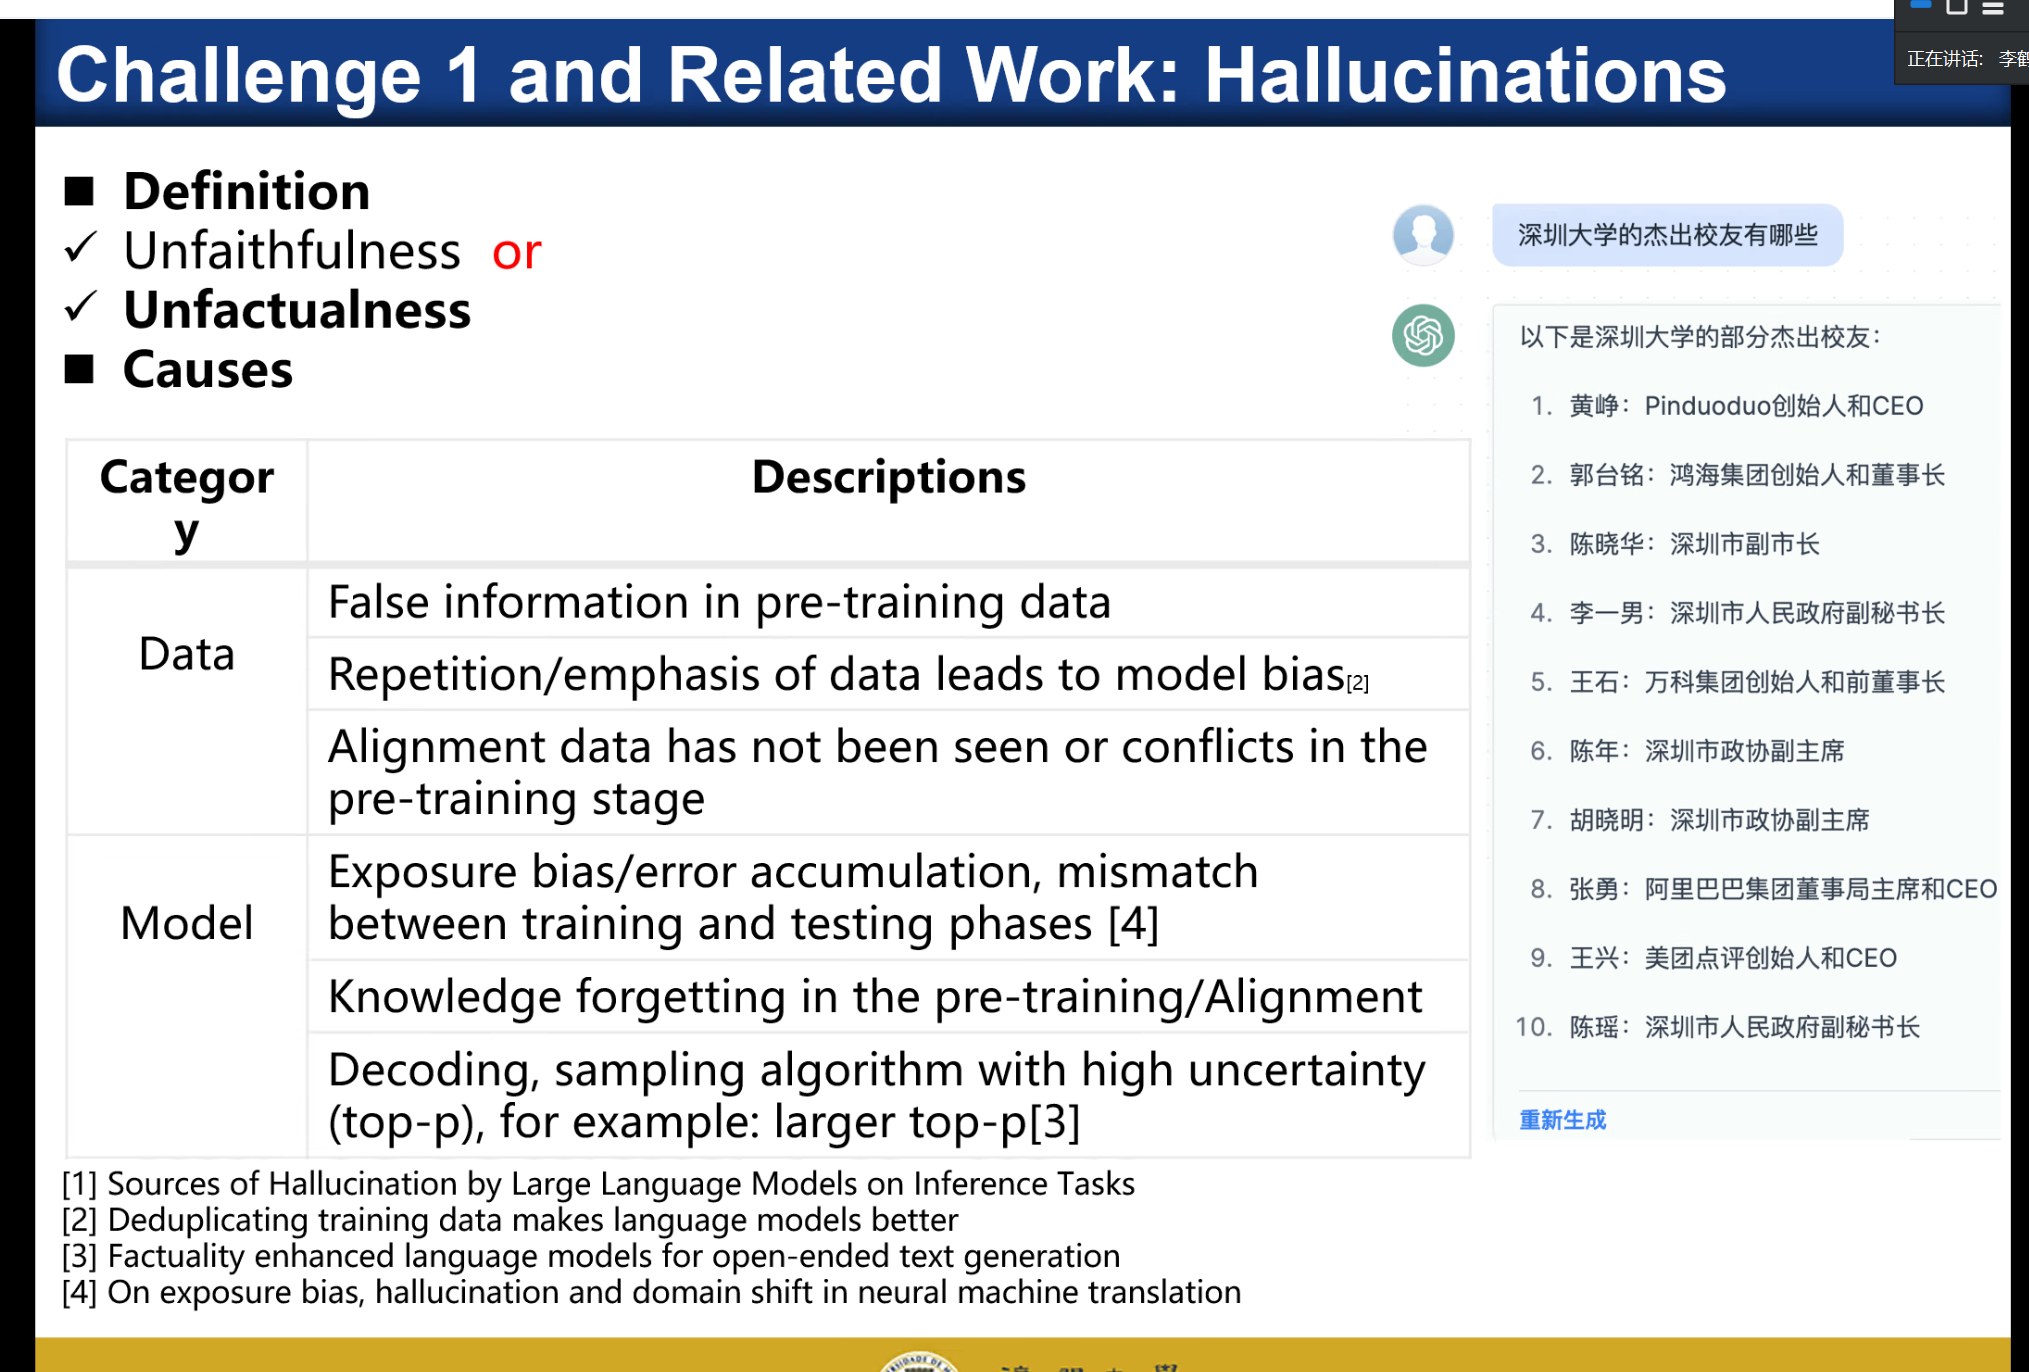 Challenge 1 and Related Work: Hallucinations
正在讲话: 李鹤
■ Definition
✓ Unfaithfulness or
✓ Unfactualness
■ Causes
Categor
y
Descriptions
Data
False information in pre-training data
Repetition/emphasis of data leads to model bias[2]
Alignment data has not been seen or conflicts in the
pre-training stage
Model
Exposure bias/error accumulation, mismatch
between training and testing phases [4]
Knowledge forgetting in the pre-training/Alignment
Decoding, sampling algorithm with high uncertainty
(top-p), for example: larger top-p[3]
[1] Sources of Hallucination by Large Language Models on Inference Tasks
[2] Deduplicating training data makes language models better
[3] Factuality enhanced language models for open-ended text generation
[4] On exposure bias, hallucination and domain shift in neural machine translation
深圳大学的杰出校友有哪些
以下是深圳大学的部分杰出校友：
1. 黄峥：Pinduoduo创始人和CEO
2. 郭台铭：鸿海集团创始人和董事长
3. 陈晓华：深圳市副市长
4. 李一男：深圳市人民政府副秘书长
5. 王石：万科集团创始人和前董事长
6. 陈年：深圳市政协副主席
7. 胡晓明：深圳市政协副主席
8. 张勇：阿里巴巴集团董事局主席和CEO
9. 王兴：美团点评创始人和CEO
10. 陈瑶：深圳市人民政府副秘书长
重新生成